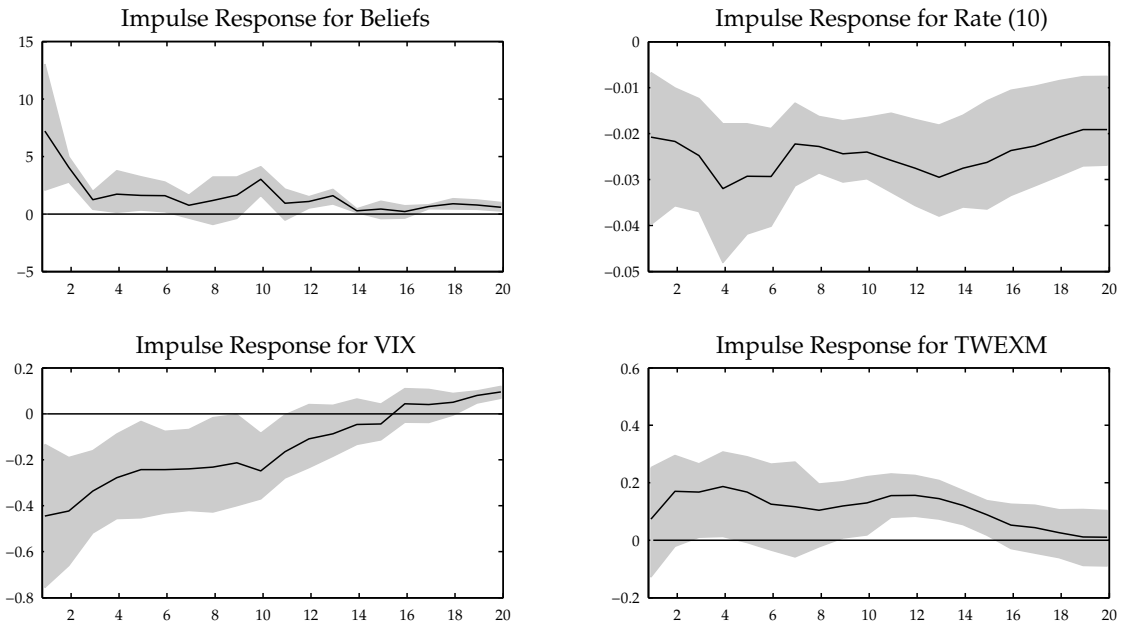 Impulse Response for Beliefs
15
10
5
0
−5
2 4 6 8 10 12 14 16 18 20
Impulse Response for Rate (10)
0
−0.01
−0.02
−0.03
−0.04
−0.05
2 4 6 8 10 12 14 16 18 20
Impulse Response for VIX
0.2
0
−0.2
−0.4
−0.6
−0.8
2 4 6 8 10 12 14 16 18 20
Impulse Response for TWEXM
0.6
0.4
0.2
0
−0.2
2 4 6 8 10 12 14 16 18 20